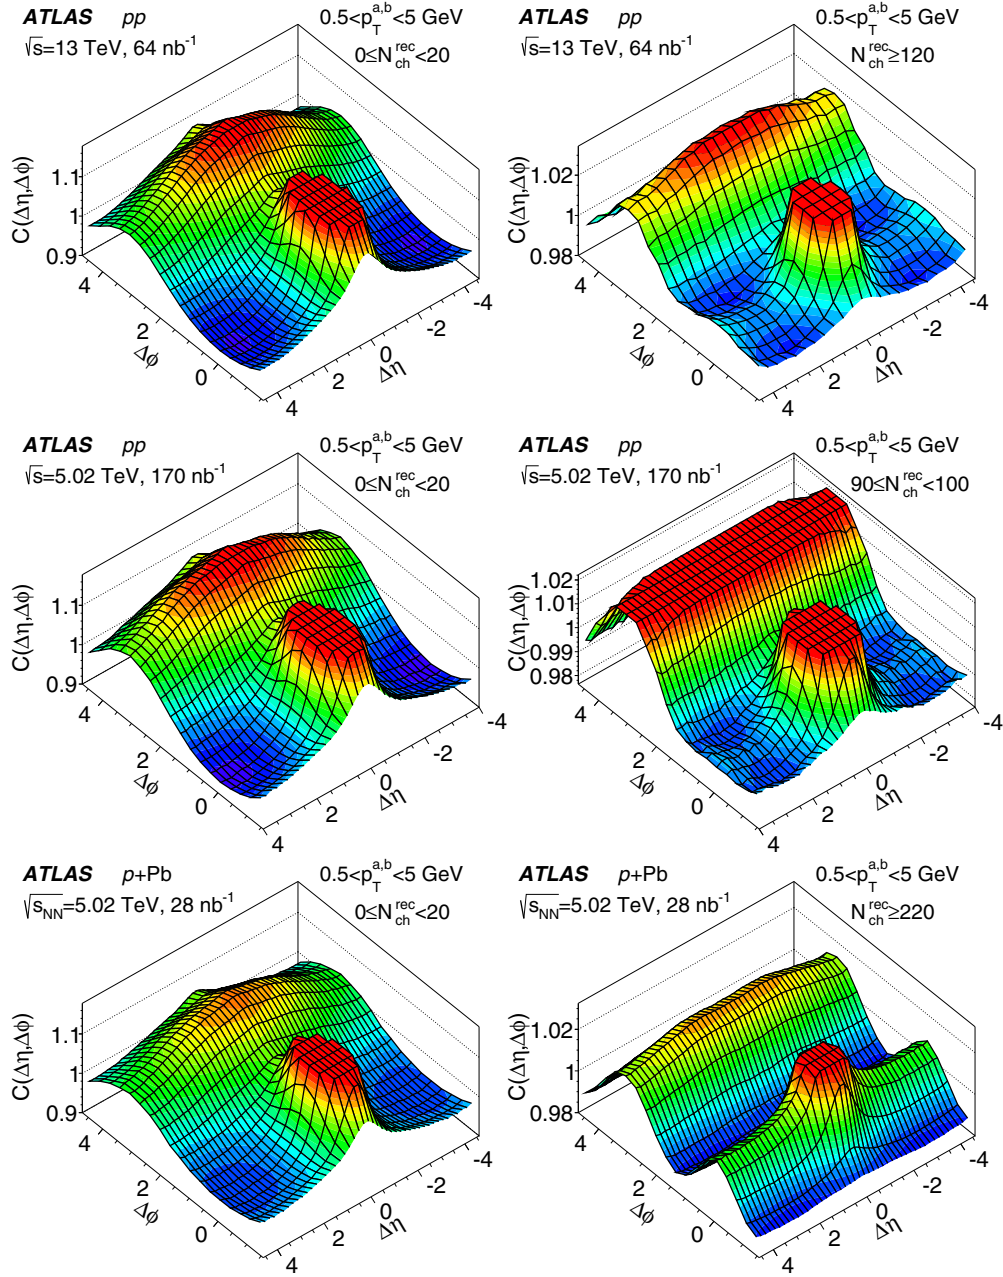 ATLAS pp 0.5<p_T^{a,b}<5 GeV
√s=13 TeV, 64 nb⁻¹ 0≤N_ch^rec<20
C(Δη,Δφ)
1.1
1
0.9
4
2
0
Δφ
4
2
0
-2
-4
Δη
ATLAS pp 0.5<p_T^{a,b}<5 GeV
√s=13 TeV, 64 nb⁻¹ N_ch^rec≥120
C(Δη,Δφ)
1.02
1
0.98
4
2
0
Δφ
4
2
0
-2
-4
Δη
ATLAS pp 0.5<p_T^{a,b}<5 GeV
√s=5.02 TeV, 170 nb⁻¹ 0≤N_ch^rec<20
C(Δη,Δφ)
1.1
1
0.9
4
2
0
Δφ
4
2
0
-2
-4
Δη
ATLAS pp 0.5<p_T^{a,b}<5 GeV
√s=5.02 TeV, 170 nb⁻¹ 90≤N_ch^rec<100
C(Δη,Δφ)
1.02
1.01
1
0.99
0.98
4
2
0
Δφ
4
2
0
-2
-4
Δη
ATLAS p+Pb 0.5<p_T^{a,b}<5 GeV
√s_NN=5.02 TeV, 28 nb⁻¹ 0≤N_ch^rec<20
C(Δη,Δφ)
1.1
1
0.9
4
2
0
Δφ
4
2
0
-2
-4
Δη
ATLAS p+Pb 0.5<p_T^{a,b}<5 GeV
√s_NN=5.02 TeV, 28 nb⁻¹ N_ch^rec≥220
C(Δη,Δφ)
1.02
1
0.98
4
2
0
Δφ
4
2
0
-2
-4
Δη